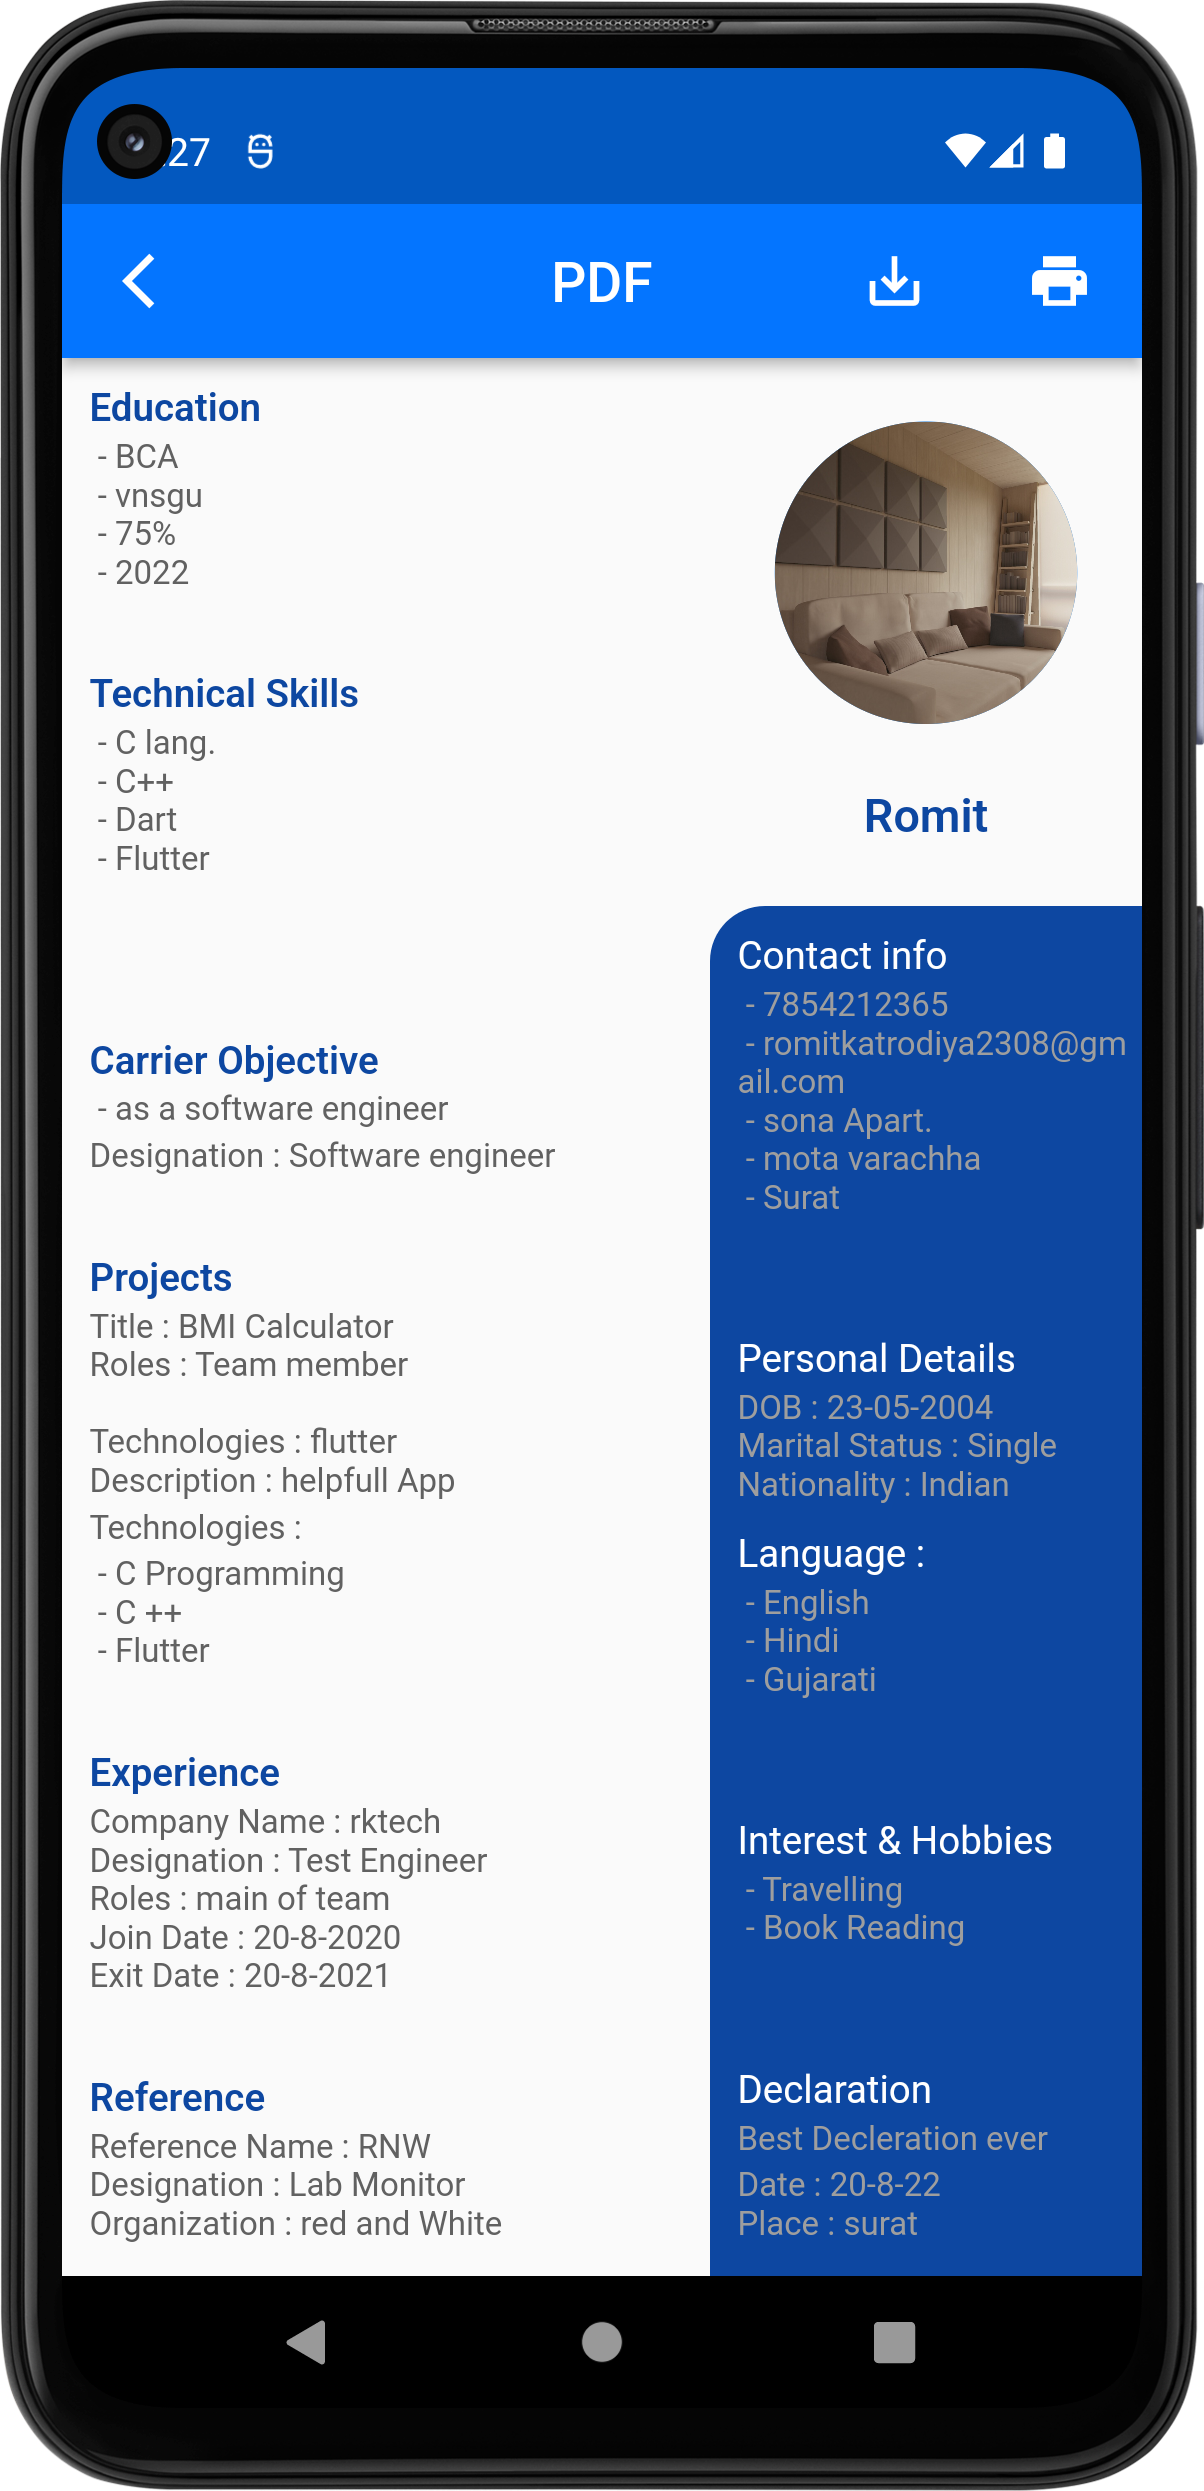 27
PDF
Education
- BCA
- vnsgu
- 75%
- 2022
Technical Skills
- C lang.
- C++
- Dart
- Flutter
Carrier Objective
- as a software engineer
Designation : Software engineer
Projects
Title : BMI Calculator
Roles : Team member
Technologies : flutter
Description : helpfull App
Technologies :
- C Programming
- C ++
- Flutter
Experience
Company Name : rktech
Designation : Test Engineer
Roles : main of team
Join Date : 20-8-2020
Exit Date : 20-8-2021
Reference
Reference Name : RNW
Designation : Lab Monitor
Organization : red and White
Romit
Contact info
- 7854212365
- romitkatrodiya2308@gm
ail.com
- sona Apart.
- mota varachha
- Surat
Personal Details
DOB : 23-05-2004
Marital Status : Single
Nationality : Indian
Language :
- English
- Hindi
- Gujarati
Interest & Hobbies
- Travelling
- Book Reading
Declaration
Best Decleration ever
Date : 20-8-22
Place : surat